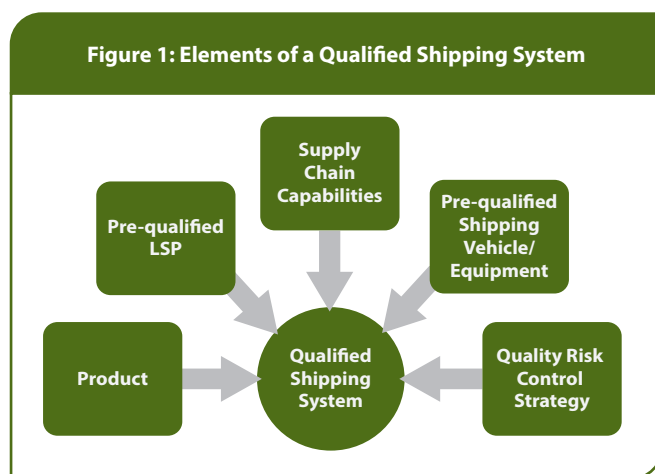 Figure 1: Elements of a Qualified Shipping System
Supply
Chain
Capabilities
Pre-qualified
LSP
Pre-qualified
Shipping
Vehicle/
Equipment
Product
Qualified
Shipping
System
Quality Risk
Control
Strategy